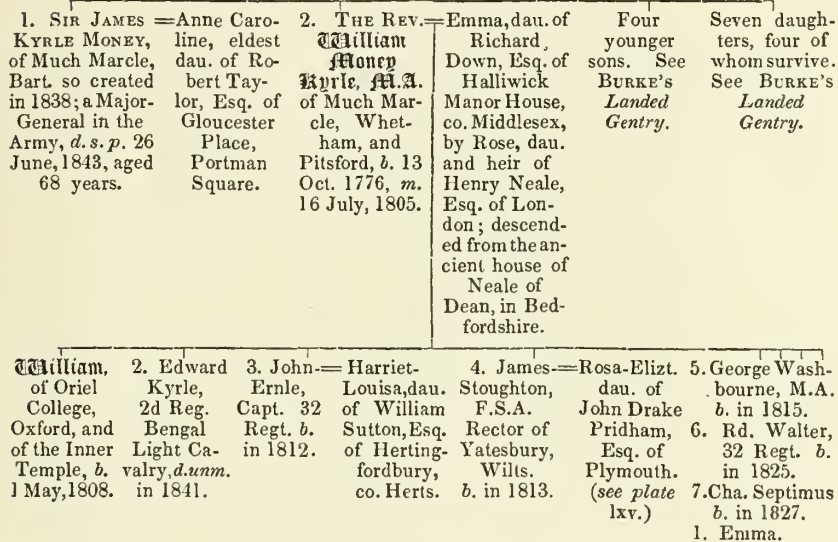 1. SIR JAMES =
KYRLE MONEY,
of Much Marcle,
Bart. so created
in 1838; a Major-
General in the
Army, d. s. p. 26
June, 1843, aged
68 years.
Anne Caro-
line, eldest
dau. of Ro-
bert Tay-
lor, Esq. of
Gloucester
Place,
Portman
Square.
2. THE REV.=
William
Money
Kyrle, M.A.
of Much Mar-
cle, Whet-
ham, and
Pitsford, b. 13
Oct. 1776, m.
16 July, 1805.
Emma, dau. of
Richard
Down, Esq. of
Halliwick
Manor House,
co. Middlesex,
by Rose, dau.
and heir of
Henry Neale,
Esq. of Lon-
don; descend-
ed from the an-
cient house of
Neale of
Dean, in Bed-
fordshire.
Four
younger
sons. See
BURKE'S
Landed
Gentry.
Seven daugh-
ters, four of
whom survive.
See BURKE'S
Landed
Gentry.
William,
of Oriel
College,
Oxford, and
of the Inner
Temple, b.
1 May, 1808.
2. Edward
Kyrle,
2d Reg.
Bengal
Light Ca-
valry, d.unm.
in 1841.
3. John-=
Ernle,
Capt. 32
Regt. b.
in 1812.
Harriet-
Louisa, dau.
of William
Sutton, Esq.
of Herting-
fordbury,
co. Herts.
4. James-=
Stoughton,
F.S.A.
Rector of
Yatesbury,
Wilts.
b. in 1813.
Rosa-Elizt.
dau. of
John Drake
Pridham,
Esq. of
Plymouth.
(see plate
lxv.)
5. George Wash-
bourne, M.A.
b. in 1815.
6. Rd. Walter,
32 Regt. b.
in 1825.
7. Cha. Septimus
b. in 1827.
1. Emma.